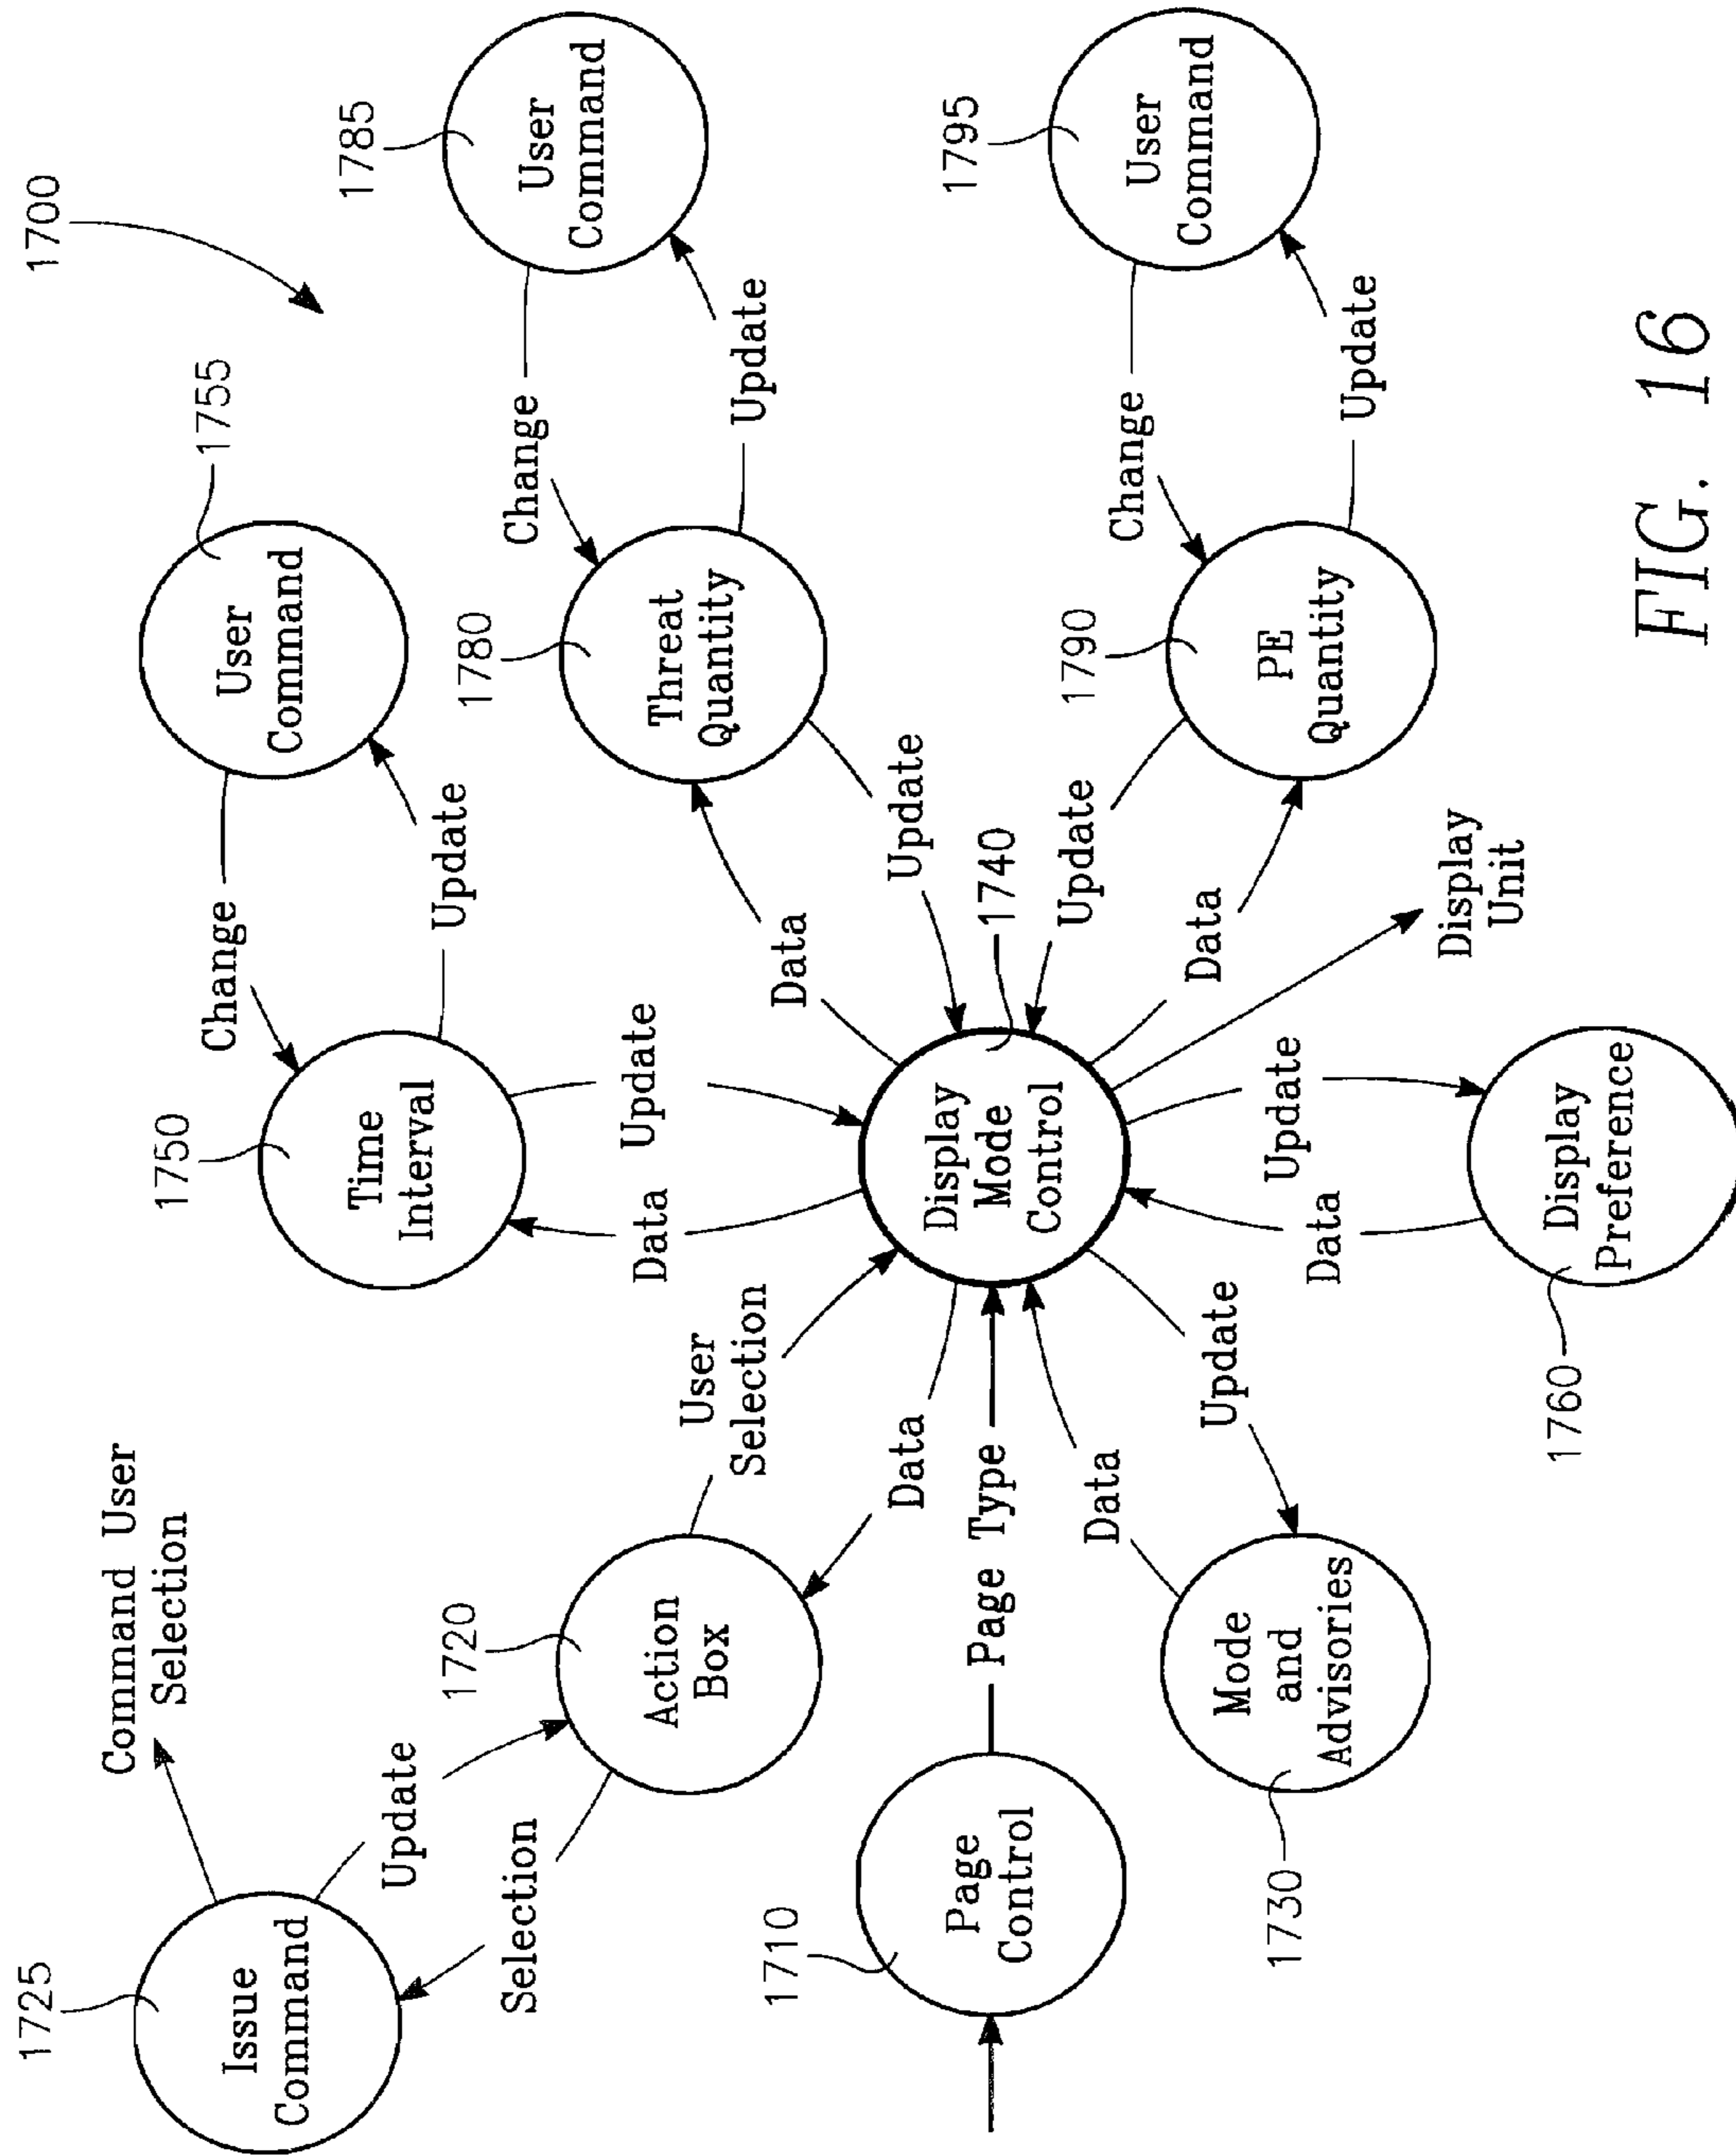 1700
1725
Issue
Command
Command User
Selection
Update
Selection
1720
Action
Box
User
Selection
Data
1710
Page
Control
Page Type
1730
Mode
and
Advisories
Data
Update
1740
Display
Mode
Control
1750
Time
Interval
Data
Update
Change
Update
1755
User
Command
1780
Threat
Quantity
Data
Update
Change
Update
1785
User
Command
1790
PE
Quantity
Update
Data
Change
Update
1795
User
Command
Display
Unit
1760
Display
Preference
Data
Update
FIG. 16